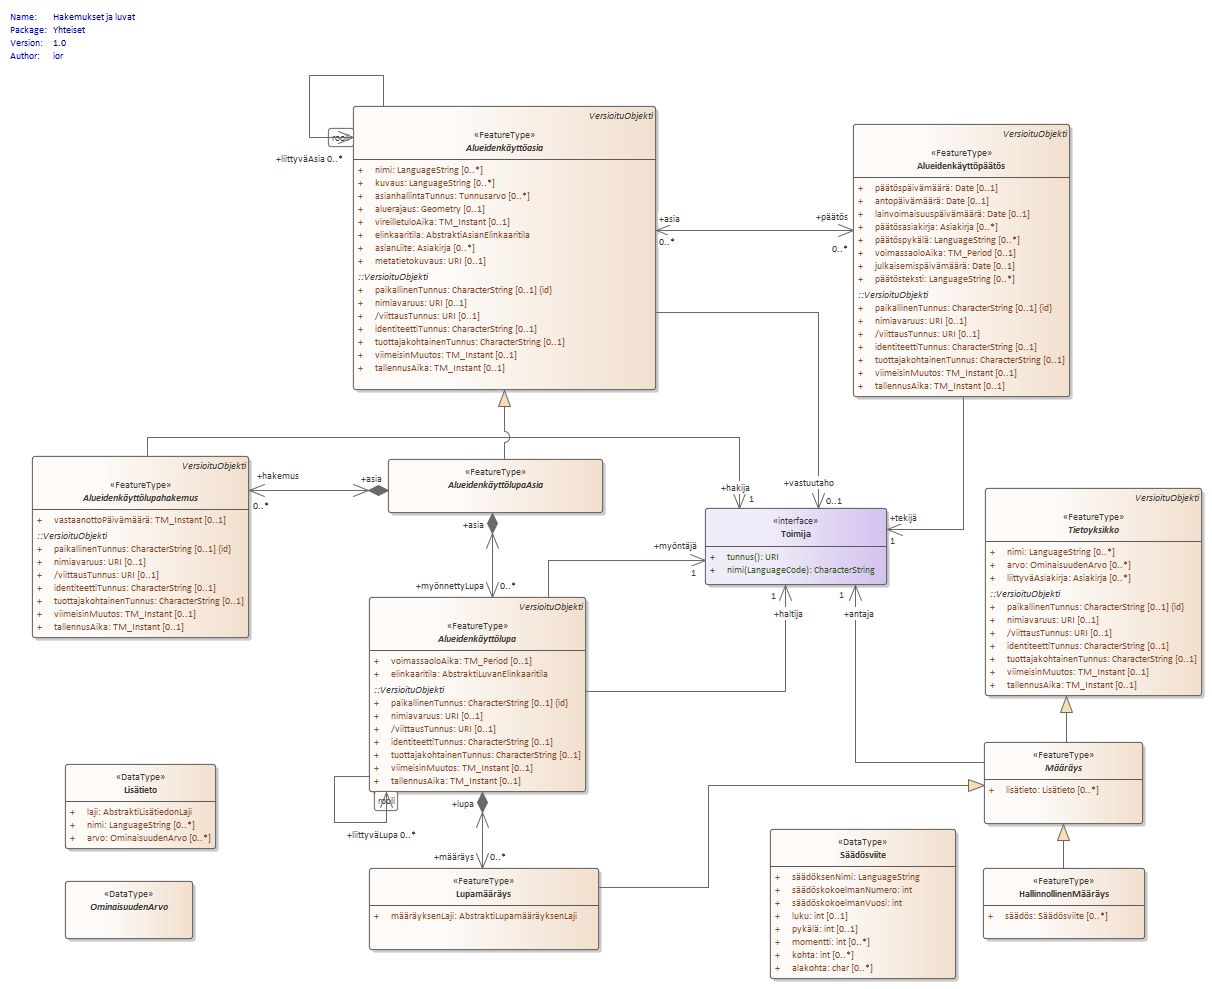 Name: Hakemukset ja luvat
Package: Yhteiset
Version: 1.0
Author: ior
VersioituObjekti
«FeatureType»
Alueidenkäyttöasia
+ nimi: LanguageString [0..*]
+ kuvaus: LanguageString [0..*]
+ asianhallintaTunnus: Tunnusarvo [0..*]
+ aluerajaus: Geometry [0..1]
+ vireilletuloAika: TM_Instant [0..1]
+ elinkaaritila: AbstraktiAsianElinkaaritila
+ asianLiite: Asiakirja [0..*]
+ metatietokuvaus: URI [0..1]
::VersioituObjekti
+ paikallinenTunnus: CharacterString [0..1] {id}
+ nimiavaruus: URI [0..1]
+ /viittausTunnus: URI [0..1]
+ identiteettiTunnus: CharacterString [0..1]
+ tuottajakohtainenTunnus: CharacterString [0..1]
+ viimeisinMuutos: TM_Instant [0..1]
+ tallennusAika: TM_Instant [0..1]
rooli
+liittyväAsia 0..*
+asia
0..*
+päätös
0..*
VersioituObjekti
«FeatureType»
Alueidenkäyttöpäätös
+ päätöspäivämäärä: Date [0..1]
+ antopäivämäärä: Date [0..1]
+ lainvoimaisuuspäivämäärä: Date [0..1]
+ päätösasiakirja: Asiakirja [0..*]
+ päätöspykälä: LanguageString [0..*]
+ voimassaoloAika: TM_Period [0..1]
+ julkaisemispäivämäärä: Date [0..1]
+ päätösteksti: LanguageString [0..*]
::VersioituObjekti
+ paikallinenTunnus: CharacterString [0..1] {id}
+ nimiavaruus: URI [0..1]
+ /viittausTunnus: URI [0..1]
+ identiteettiTunnus: CharacterString [0..1]
+ tuottajakohtainenTunnus: CharacterString [0..1]
+ viimeisinMuutos: TM_Instant [0..1]
+ tallennusAika: TM_Instant [0..1]
VersioituObjekti
«FeatureType»
Alueidenkäyttölupahakemus
+ vastaanottoPäivämäärä: TM_Instant [0..1]
::VersioituObjekti
+ paikallinenTunnus: CharacterString [0..1] {id}
+ nimiavaruus: URI [0..1]
+ /viittausTunnus: URI [0..1]
+ identiteettiTunnus: CharacterString [0..1]
+ tuottajakohtainenTunnus: CharacterString [0..1]
+ viimeisinMuutos: TM_Instant [0..1]
+ tallennusAika: TM_Instant [0..1]
+hakemus
0..*
+asia
«FeatureType»
AlueidenkäyttölupaAsia
+asia
+myönnettyLupa 0..*
+hakija
1
+vastuutaho
0..1
+tekijä
1
+myöntäjä
1
«interface»
Toimija
+ tunnus(): URI
+ nimi(LanguageCode): CharacterString
1
+haltija
1
+antaja
VersioituObjekti
«FeatureType»
Tietoyksikko
+ nimi: LanguageString [0..*]
+ arvo: OminaisuudenArvo [0..*]
+ liittyväAsiakirja: Asiakirja [0..*]
::VersioituObjekti
+ paikallinenTunnus: CharacterString [0..1] {id}
+ nimiavaruus: URI [0..1]
+ /viittausTunnus: URI [0..1]
+ identiteettiTunnus: CharacterString [0..1]
+ tuottajakohtainenTunnus: CharacterString [0..1]
+ viimeisinMuutos: TM_Instant [0..1]
+ tallennusAika: TM_Instant [0..1]
VersioituObjekti
«FeatureType»
Alueidenkäyttölupa
+ voimassaoloAika: TM_Period [0..1]
+ elinkaaritila: AbstraktiLuvanElinkaaritila
::VersioituObjekti
+ paikallinenTunnus: CharacterString [0..1] {id}
+ nimiavaruus: URI [0..1]
+ /viittausTunnus: URI [0..1]
+ identiteettiTunnus: CharacterString [0..1]
+ tuottajakohtainenTunnus: CharacterString [0..1]
+ viimeisinMuutos: TM_Instant [0..1]
+ tallennusAika: TM_Instant [0..1]
rooli
+liittyväLupa 0..*
+lupa
+määräys 0..*
«FeatureType»
Lupamääräys
+ määräyksenLaji: AbstraktiLupamääräyksenLaji
«FeatureType»
Määräys
+ lisätieto: Lisätieto [0..*]
«FeatureType»
HallinnollinenMääräys
+ säädös: Säädösviite [0..*]
«DataType»
Lisätieto
+ laji: AbstraktiLisätiedonLaji
+ nimi: LanguageString [0..*]
+ arvo: OminaisuudenArvo [0..*]
«DataType»
OminaisuudenArvo
«DataType»
Säädösviite
+ säädöksenNimi: LanguageString
+ säädöskokoelmanNumero: int
+ säädöskokoelmanVuosi: int
+ luku: int [0..1]
+ pykälä: int [0..1]
+ momentti: int [0..*]
+ kohta: int [0..*]
+ alakohta: char [0..*]